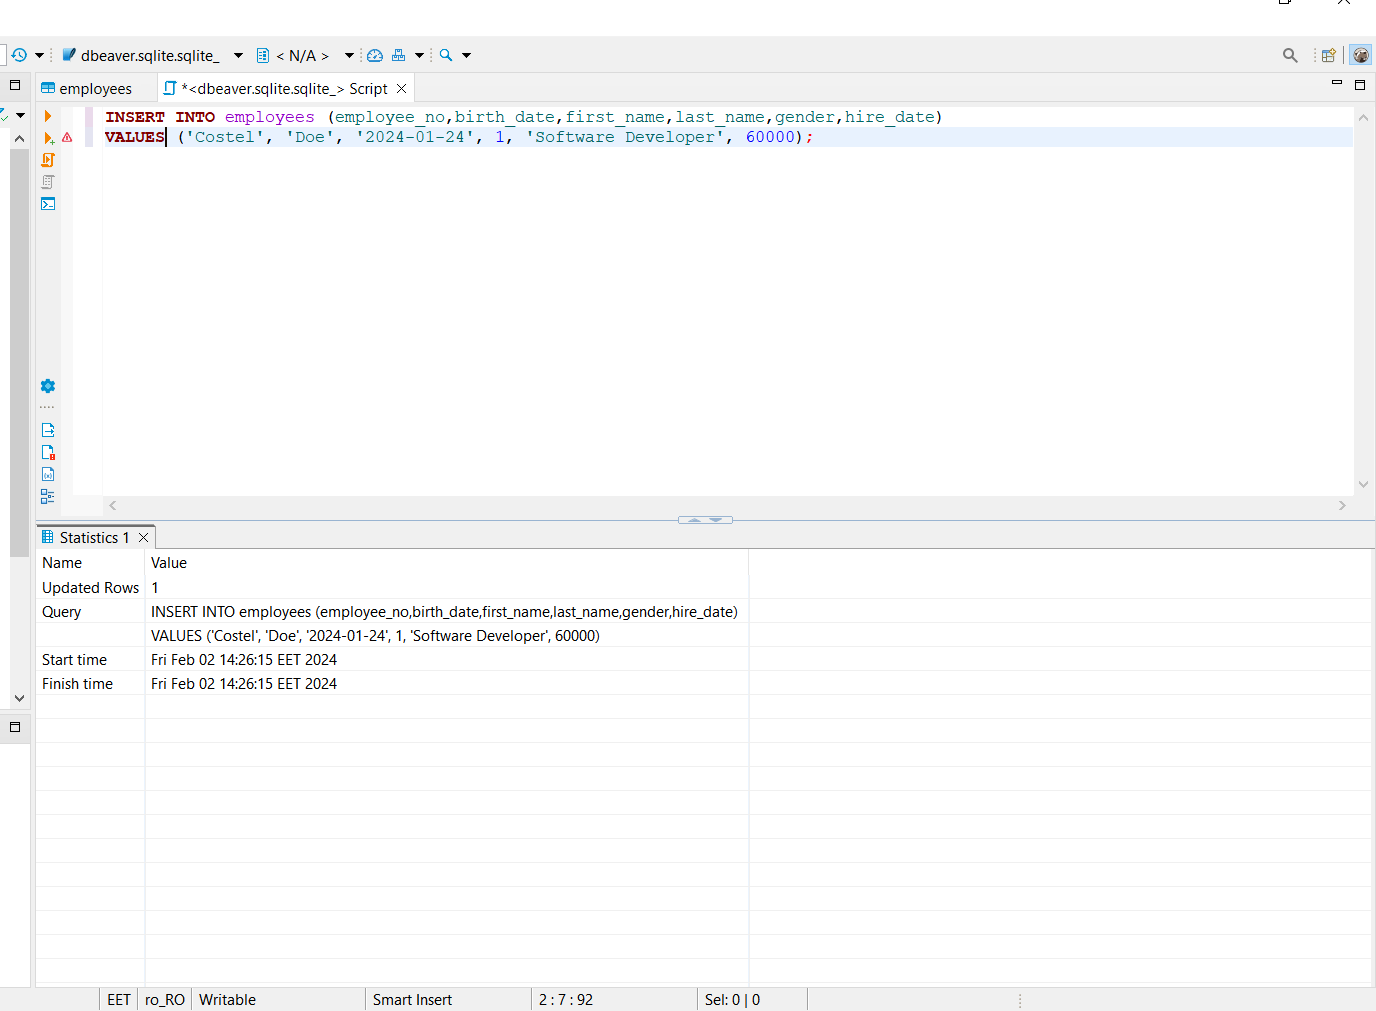 dbeaver.sqlite.sqlite_ < N/A >
employees *<dbeaver.sqlite.sqlite_> Script
INSERT INTO employees (employee_no,birth_date,first_name,last_name,gender,hire_date)
VALUES ('Costel', 'Doe', '2024-01-24', 1, 'Software Developer', 60000);
Statistics 1
Name Value
Updated Rows 1
Query INSERT INTO employees (employee_no,birth_date,first_name,last_name,gender,hire_date)
VALUES ('Costel', 'Doe', '2024-01-24', 1, 'Software Developer', 60000)
Start time Fri Feb 02 14:26:15 EET 2024
Finish time Fri Feb 02 14:26:15 EET 2024
EET ro_RO Writable Smart Insert 2 : 7 : 92 Sel: 0 | 0